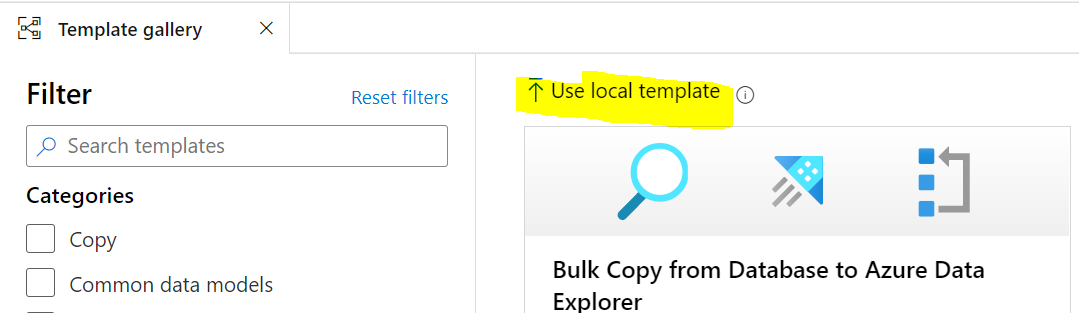 Template gallery
Filter
Reset filters
Search templates
Categories
Copy
Common data models
Use local template
Bulk Copy from Database to Azure Data
Explorer